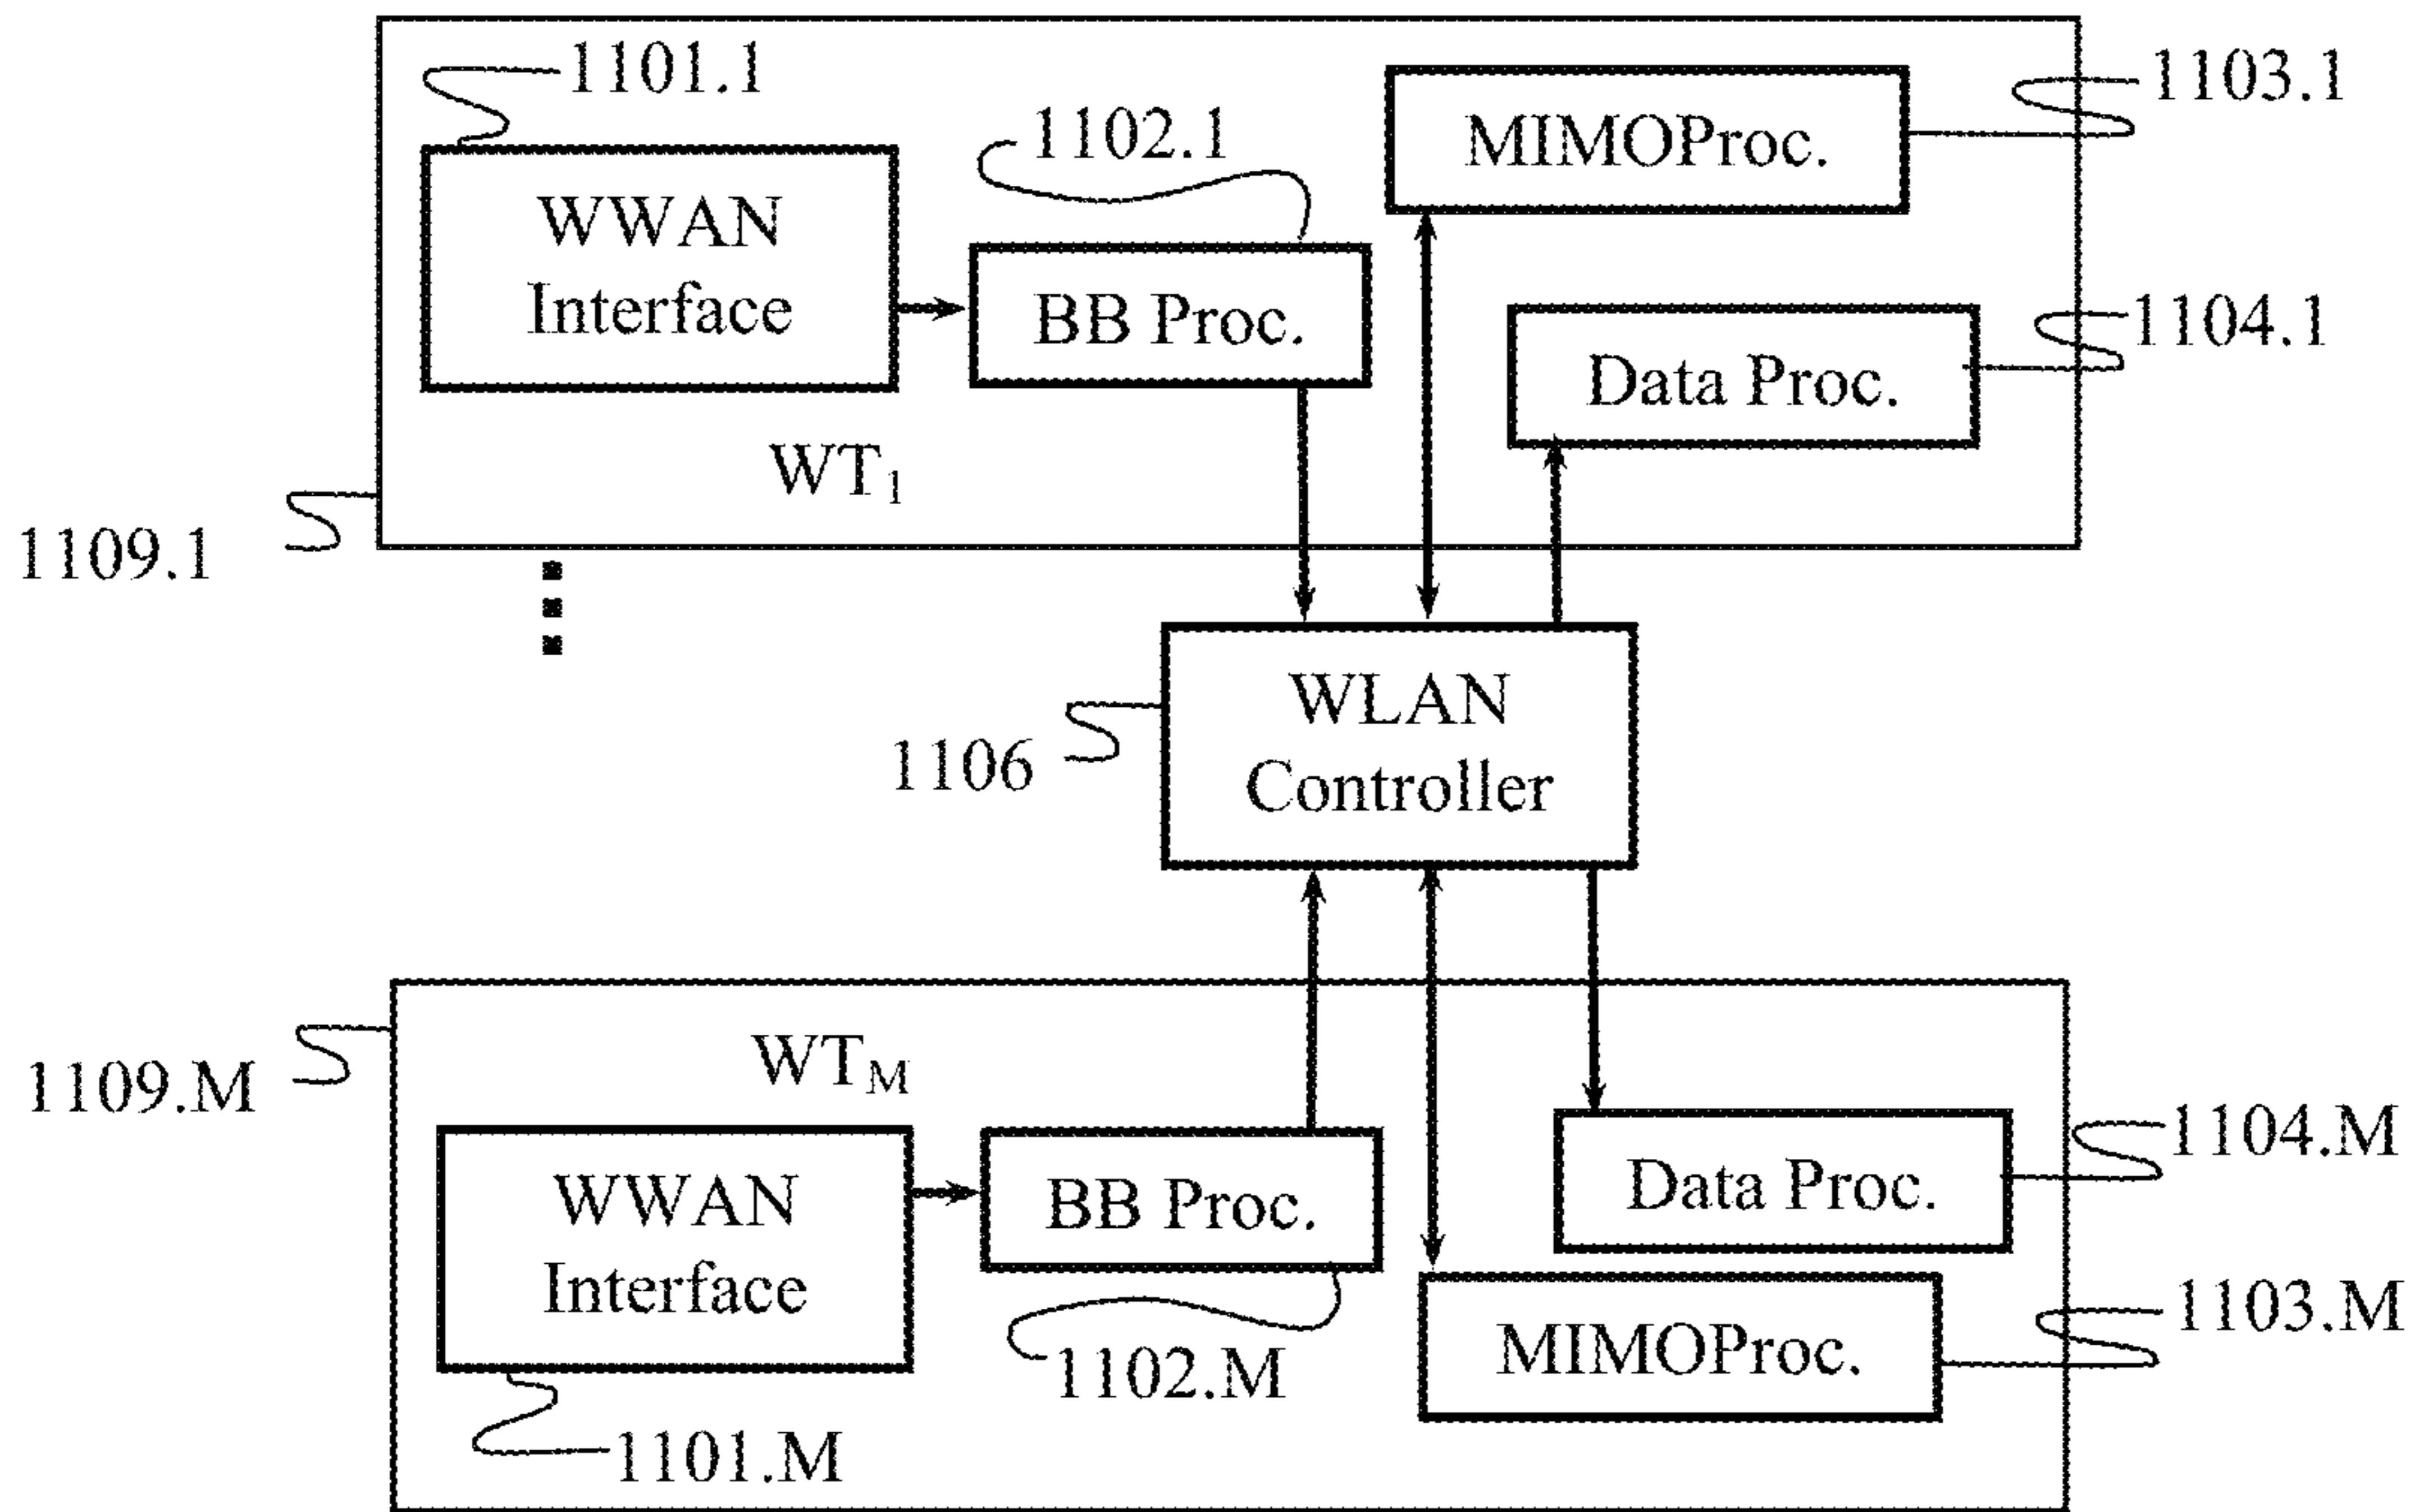 1101.1
1103.1
1102.1
MIMOProc.
WWAN
Interface
BB Proc.
1104.1
Data Proc.
WT1
1109.1
WLAN
Controller
1106
WTM
1109.M
WWAN
Interface
BB Proc.
Data Proc.
1104.M
1103.M
MIMOProc.
1102.M
1101.M